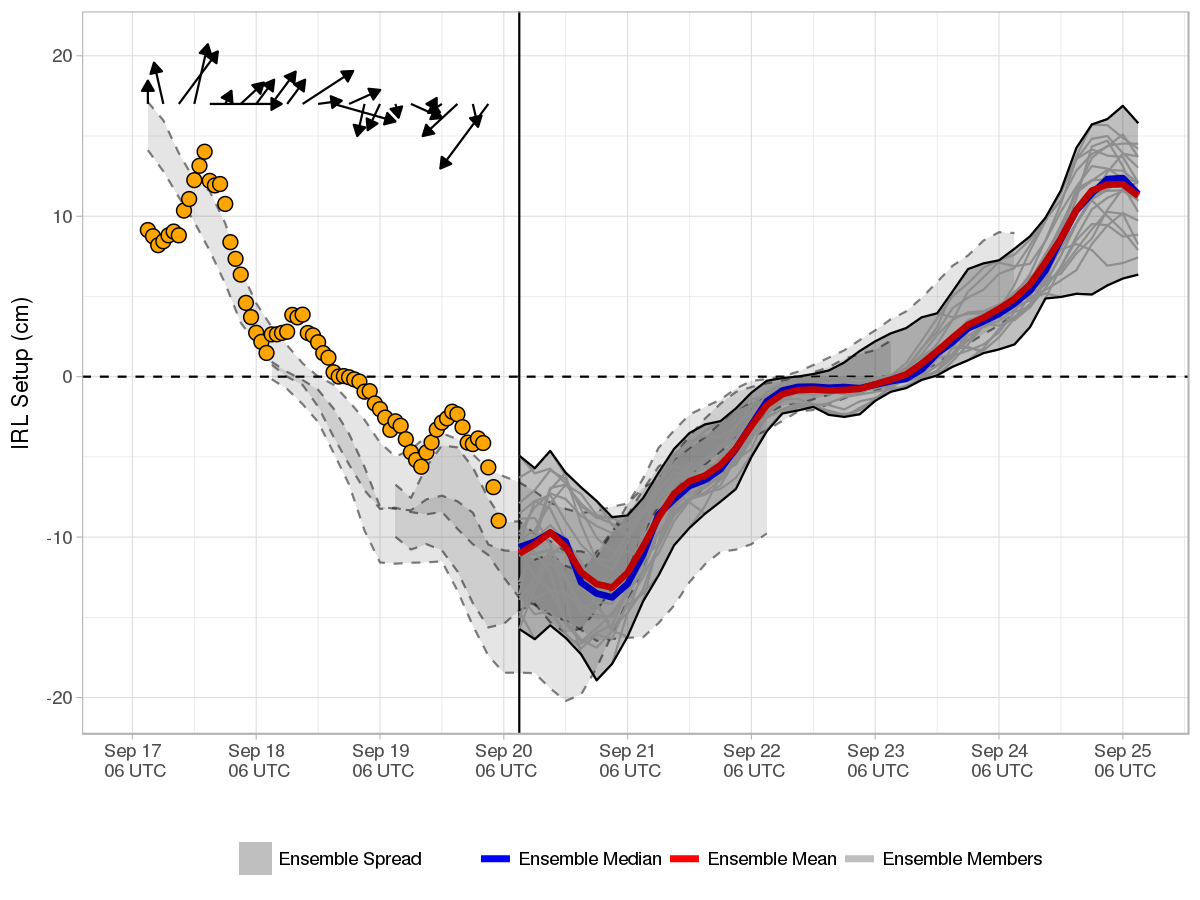 IRL Setup (cm)
20
10
0
-10
-20
Sep 17 Sep 18 Sep 19 Sep 20 Sep 21 Sep 22 Sep 23 Sep 24 Sep 25
06 UTC 06 UTC 06 UTC 06 UTC 06 UTC 06 UTC 06 UTC 06 UTC 06 UTC
Ensemble Spread Ensemble Median Ensemble Mean Ensemble Members